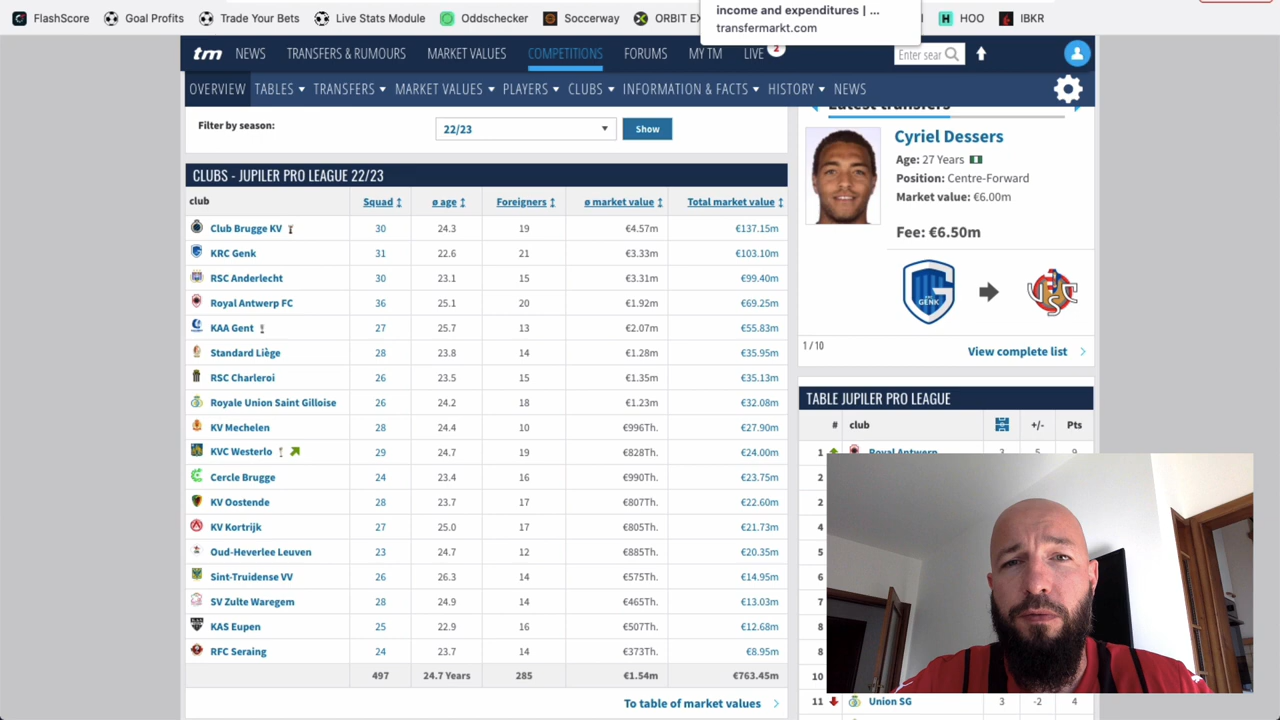 FlashScore Goal Profits Trade Your Bets Live Stats Module Oddschecker Soccerway ORBIT EX HOO IBKR
income and expenditures | ...
transfermarkt.com
tm NEWS TRANSFERS & RUMOURS MARKET VALUES COMPETITIONS FORUMS MY TM LIVE 2 Enter sear
OVERVIEW TABLES TRANSFERS MARKET VALUES PLAYERS CLUBS INFORMATION & FACTS HISTORY NEWS
Filter by season: 22/23 Show
CLUBS - JUPILER PRO LEAGUE 22/23
club Squad ø age Foreigners ø market value Total market value
Club Brugge KV 30 24.3 19 €4.57m €137.15m
KRC Genk 31 22.6 21 €3.33m €103.10m
RSC Anderlecht 30 23.1 15 €3.31m €99.40m
Royal Antwerp FC 36 25.1 20 €1.92m €69.25m
KAA Gent 27 25.7 13 €2.07m €55.83m
Standard Liège 28 23.8 14 €1.28m €35.95m
RSC Charleroi 26 23.5 15 €1.35m €35.13m
Royale Union Saint Gilloise 26 24.2 18 €1.23m €32.08m
KV Mechelen 28 24.4 10 €996Th. €27.90m
KVC Westerlo 29 24.7 19 €828Th. €24.00m
Cercle Brugge 24 23.4 16 €990Th. €23.75m
KV Oostende 28 23.7 17 €807Th. €22.60m
KV Kortrijk 27 25.0 17 €805Th. €21.73m
Oud-Heverlee Leuven 23 24.7 12 €885Th. €20.35m
Sint-Truidense VV 26 26.3 14 €575Th. €14.95m
SV Zulte Waregem 28 24.9 14 €465Th. €13.03m
KAS Eupen 25 22.9 16 €507Th. €12.68m
RFC Seraing 24 23.7 14 €373Th. €8.95m
497 24.7 Years 285 €1.54m €763.45m
To table of market values
Latest transfers
Cyriel Dessers
Age: 27 Years
Position: Centre-Forward
Market value: €6.00m
Fee: €6.50m
GENK
1 / 10
View complete list
TABLE JUPILER PRO LEAGUE
# club +/- Pts
1 Royal Antwerp 3 5 9
2
2
4
5
6
7
8
8
10
11 Union SG 3 -2 4